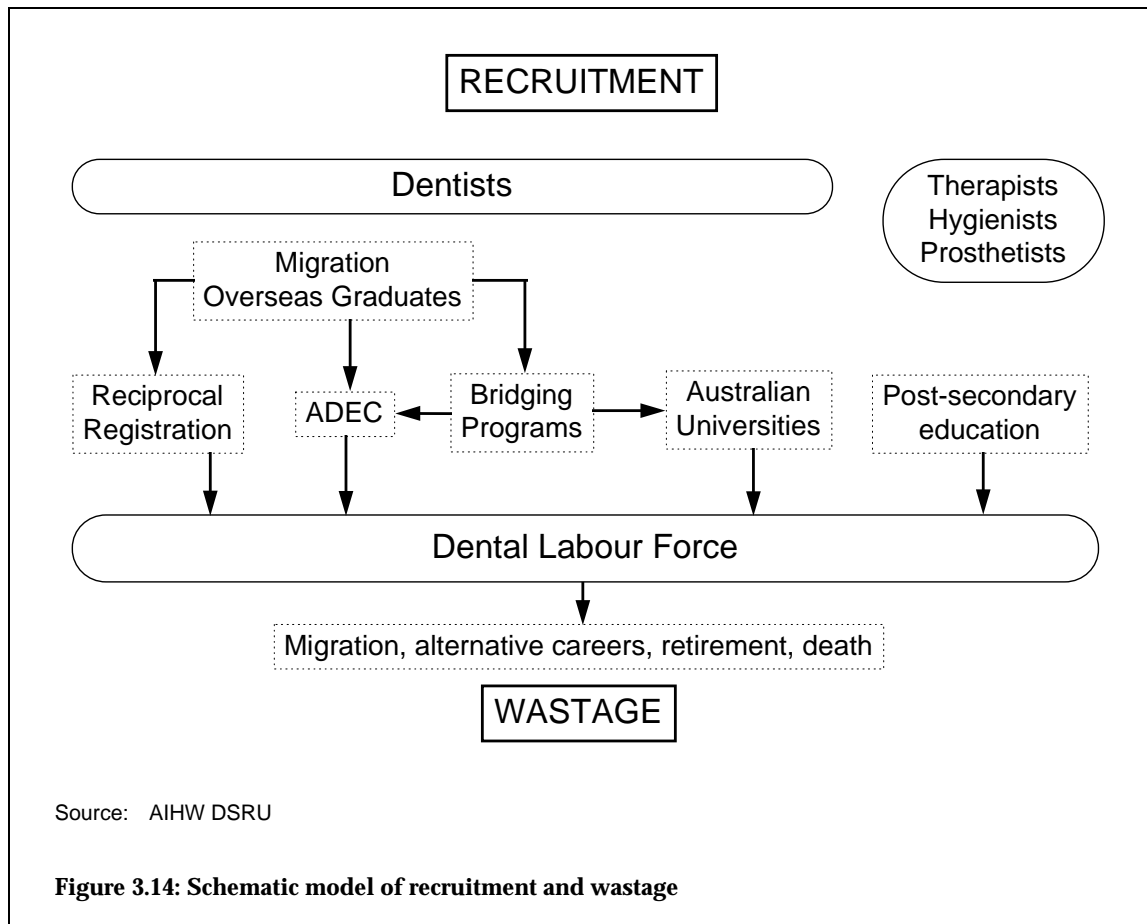 RECRUITMENT
Dentists
Therapists
Hygienists
Prosthetists
Migration
Overseas Graduates
Reciprocal
Registration
ADEC
Bridging
Programs
Australian
Universities
Post-secondary
education
Dental Labour Force
Migration, alternative careers, retirement, death
WASTAGE
Source: AIHW DSRU
Figure 3.14: Schematic model of recruitment and wastage